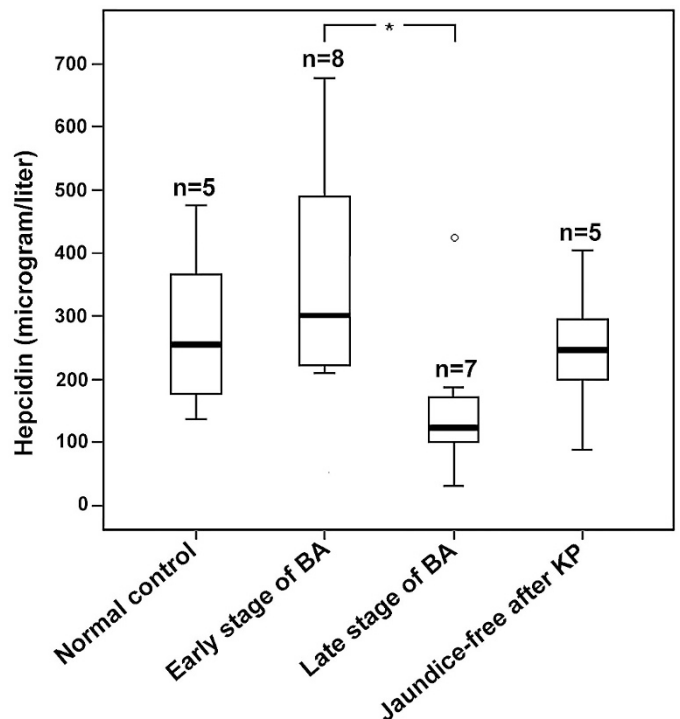 *
n=8
n=5
n=5
n=7
Hepcidin (microgram/liter)
700
600
500
400
300
200
100
0
Normal control
Early stage of BA
Late stage of BA
Jaundice-free after KP